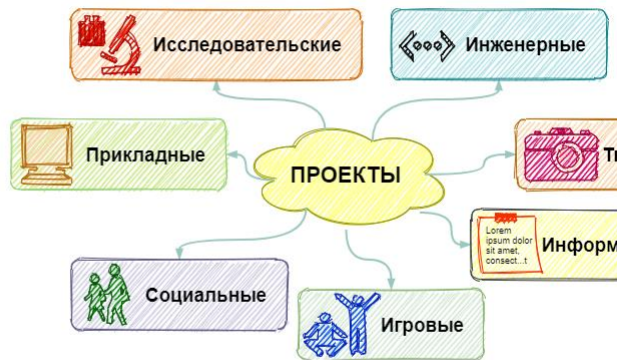 Исследовательские
Инженерные
Прикладные
ПРОЕКТЫ
Lorem
ipsum dolor
sit amet,
consect...t
Социальные
Игровые